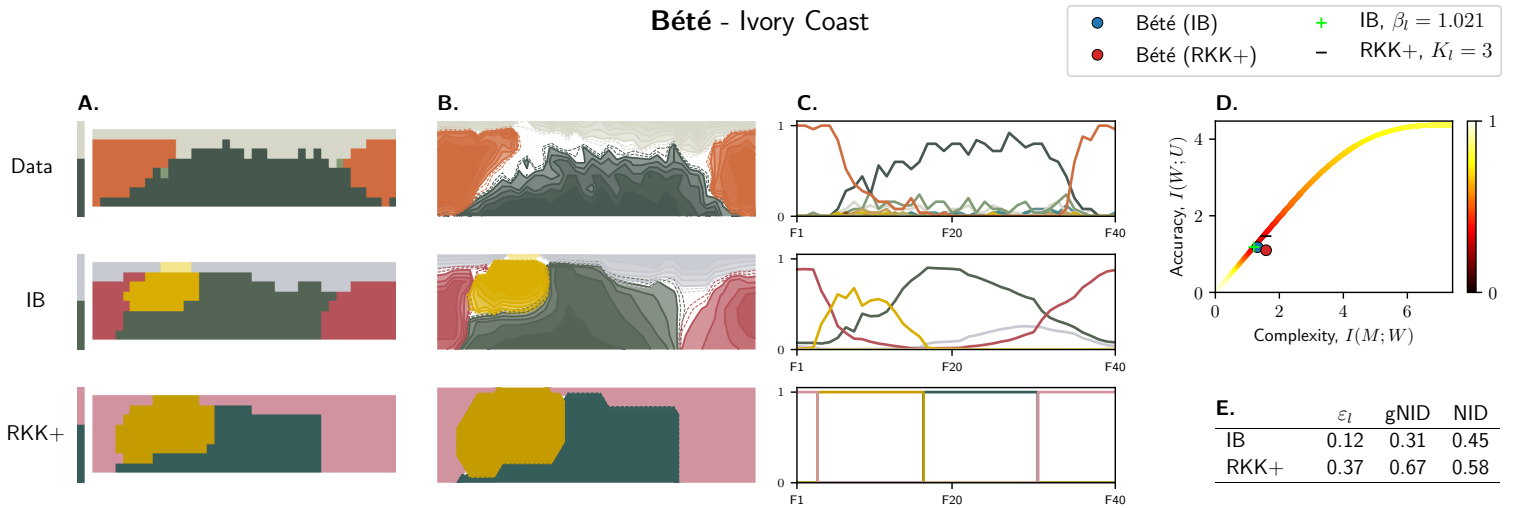 Bété - Ivory Coast
Bété (IB)
Bété (RKK+)
IB, $\beta_l = 1.021$
RKK+, $K_l = 3$
A.
B.
C.
D.
Data
IB
RKK+
1
0
F1
F20
F40
1
0
F1
F20
F40
1
0
F1
F20
F40
4
2
0
0
2
4
6
Accuracy, $I(W;U)$
Complexity, $I(M;W)$
1
0
E.
$\varepsilon_l$ gNID NID
IB 0.12 0.31 0.45
RKK+ 0.37 0.67 0.58